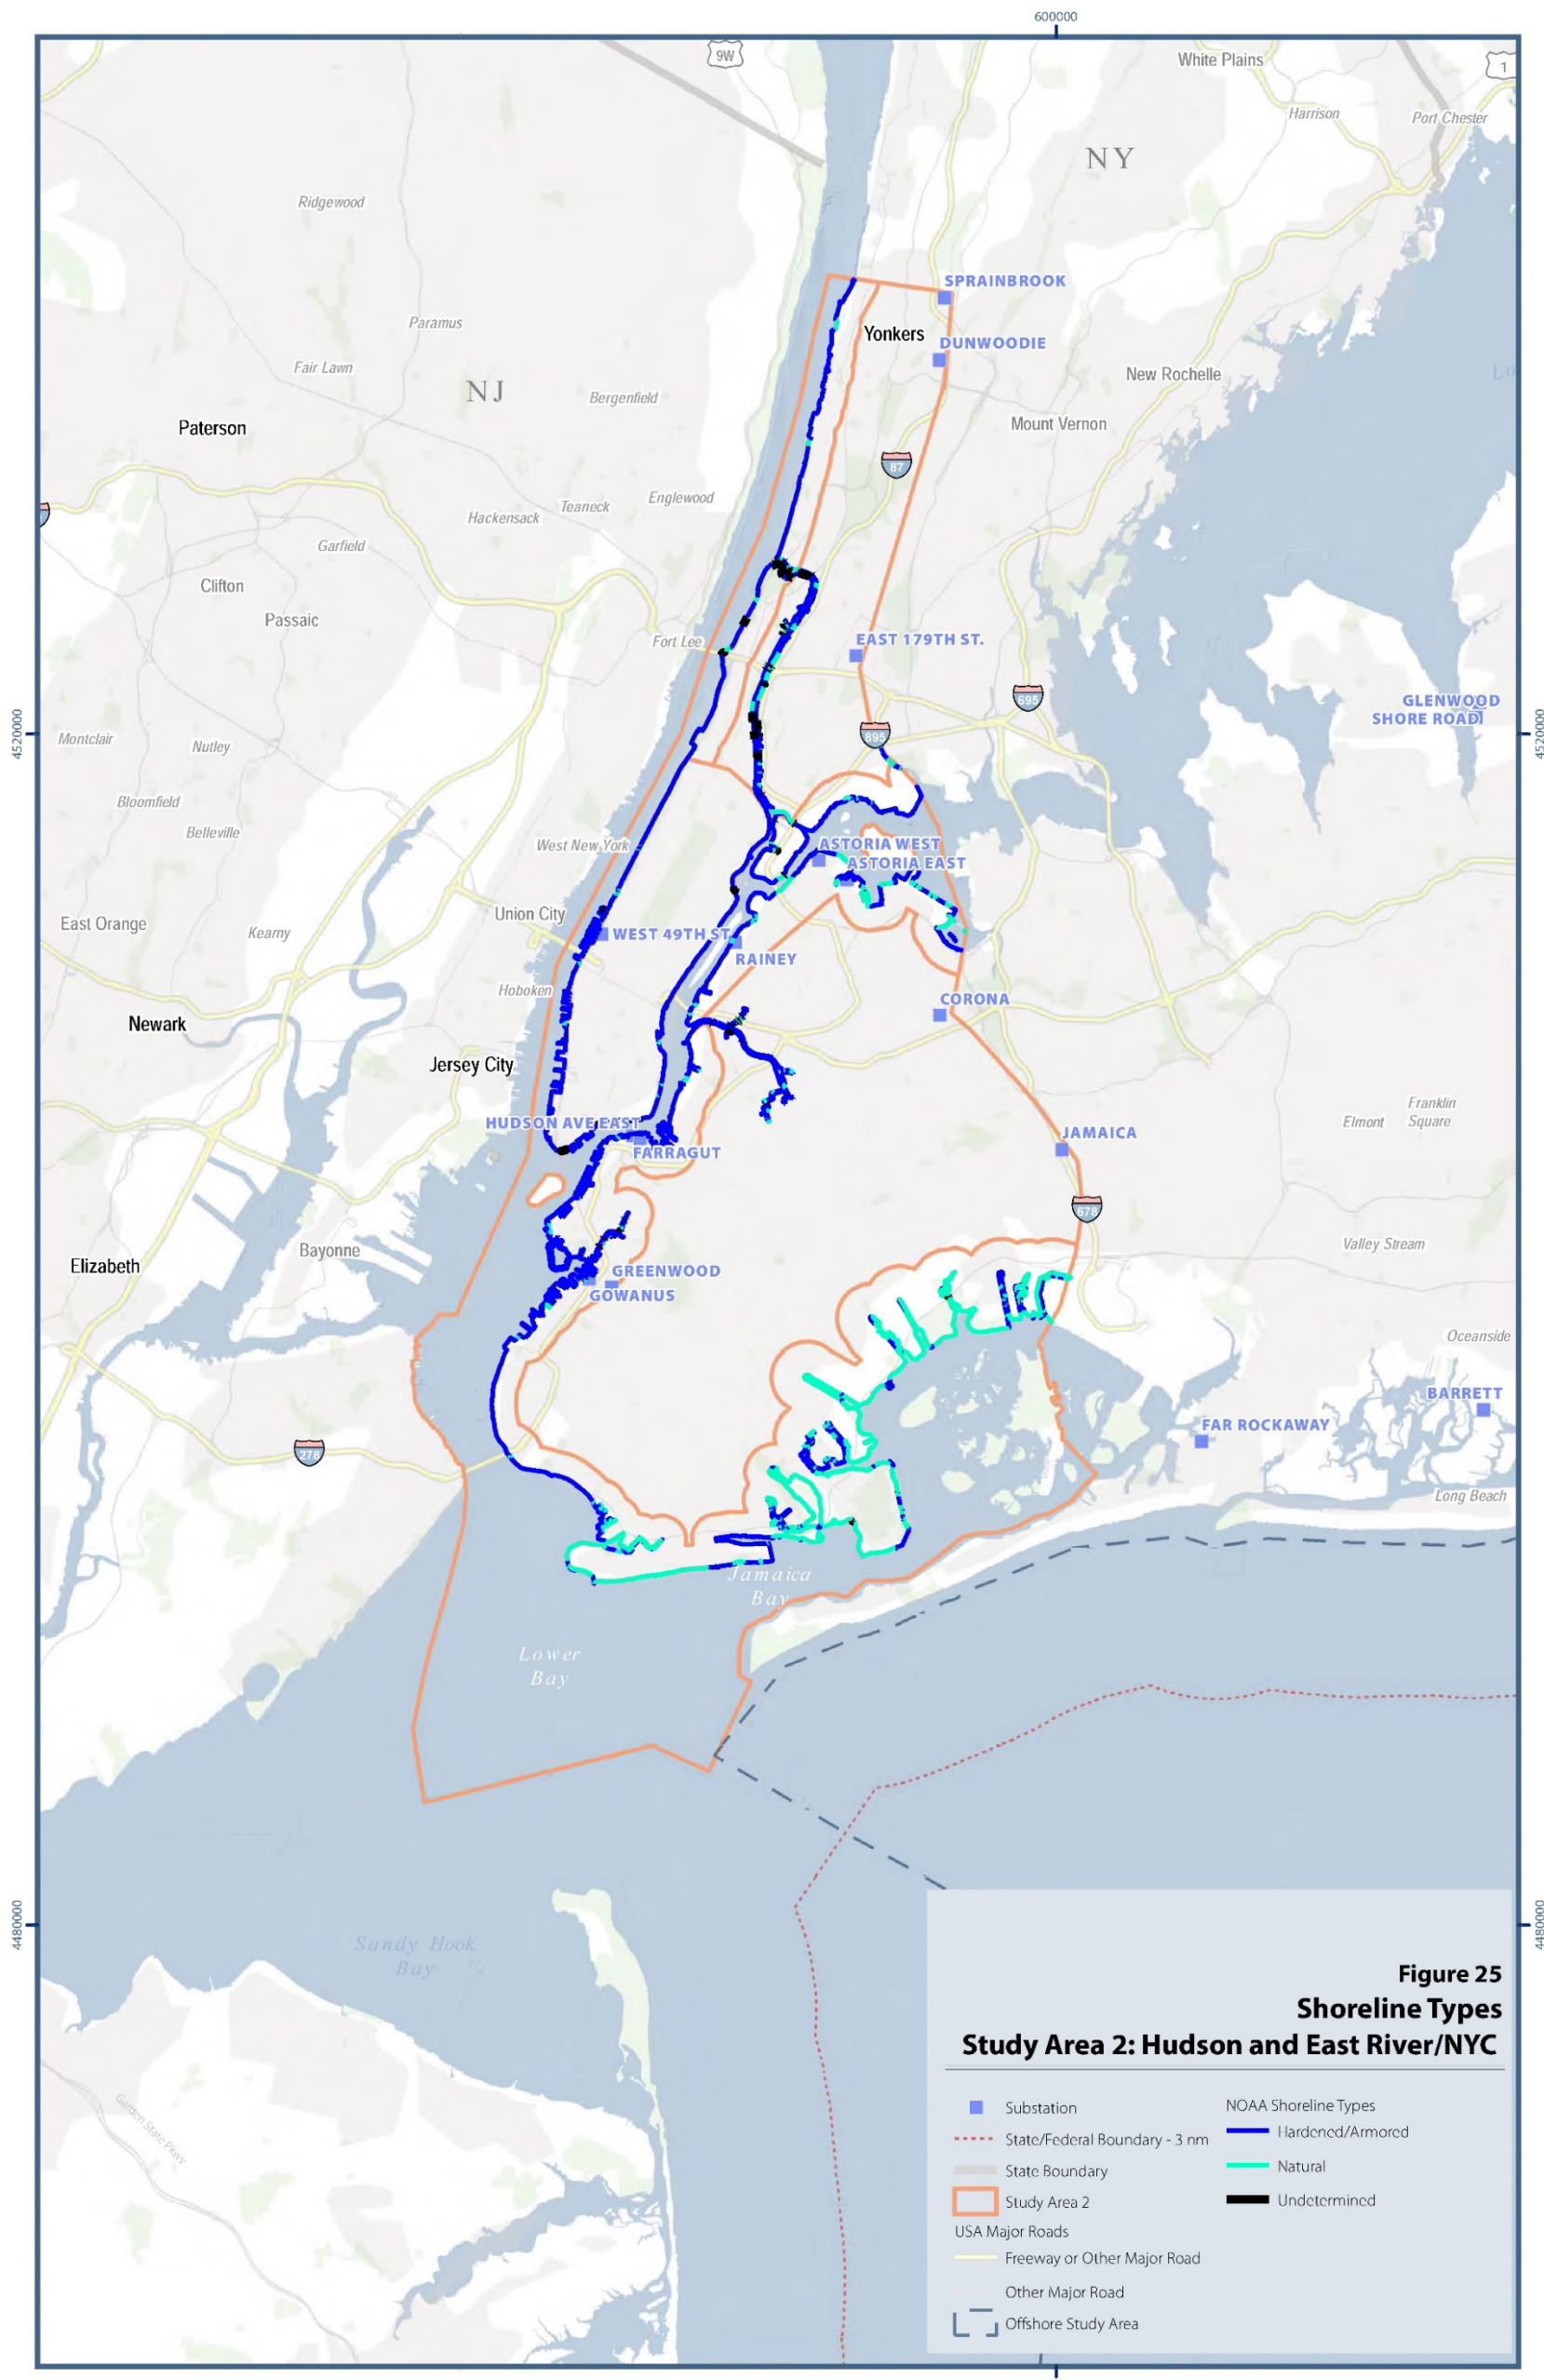 600000
9W
White Plains
1
Harrison
Port Chester
NY
Ridgewood
SPRAINBROOK
Paramus
Yonkers
DUNWOODIE
Fair Lawn
NJ
New Rochelle
Lo
Bergenfield
Paterson
Mount Vernon
87
Englewood
Teaneck
Hackensack
Garfield
Clifton
Passaic
Fort Lee
EAST 179TH ST.
695
GLENWOOD
SHORE ROAD
4520000
4520000
Montclair
Nutley
895
Bloomfield
Belleville
West New York
ASTORIA WEST
ASTORIA EAST
East Orange
Kearny
Union City
WEST 49TH ST
RAINEY
Hoboken
CORONA
Newark
Jersey City
Franklin
Square
Elmont
HUDSON AVE EAST
JAMAICA
FARRAGUT
678
Bayonne
Valley Stream
Elizabeth
GREENWOOD
GOWANUS
Oceanside
BARRETT
FAR ROCKAWAY
278
Long Beach
Jamaica
Bay
Lower
Bay
4480000
4480000
Sandy Hook
Bay
Garden State Pkwy
Figure 25
Shoreline Types
Study Area 2: Hudson and East River/NYC
Substation
State/Federal Boundary - 3 nm
State Boundary
Study Area 2
USA Major Roads
Freeway or Other Major Road
Other Major Road
Offshore Study Area
NOAA Shoreline Types
Hardened/Armored
Natural
Undetermined